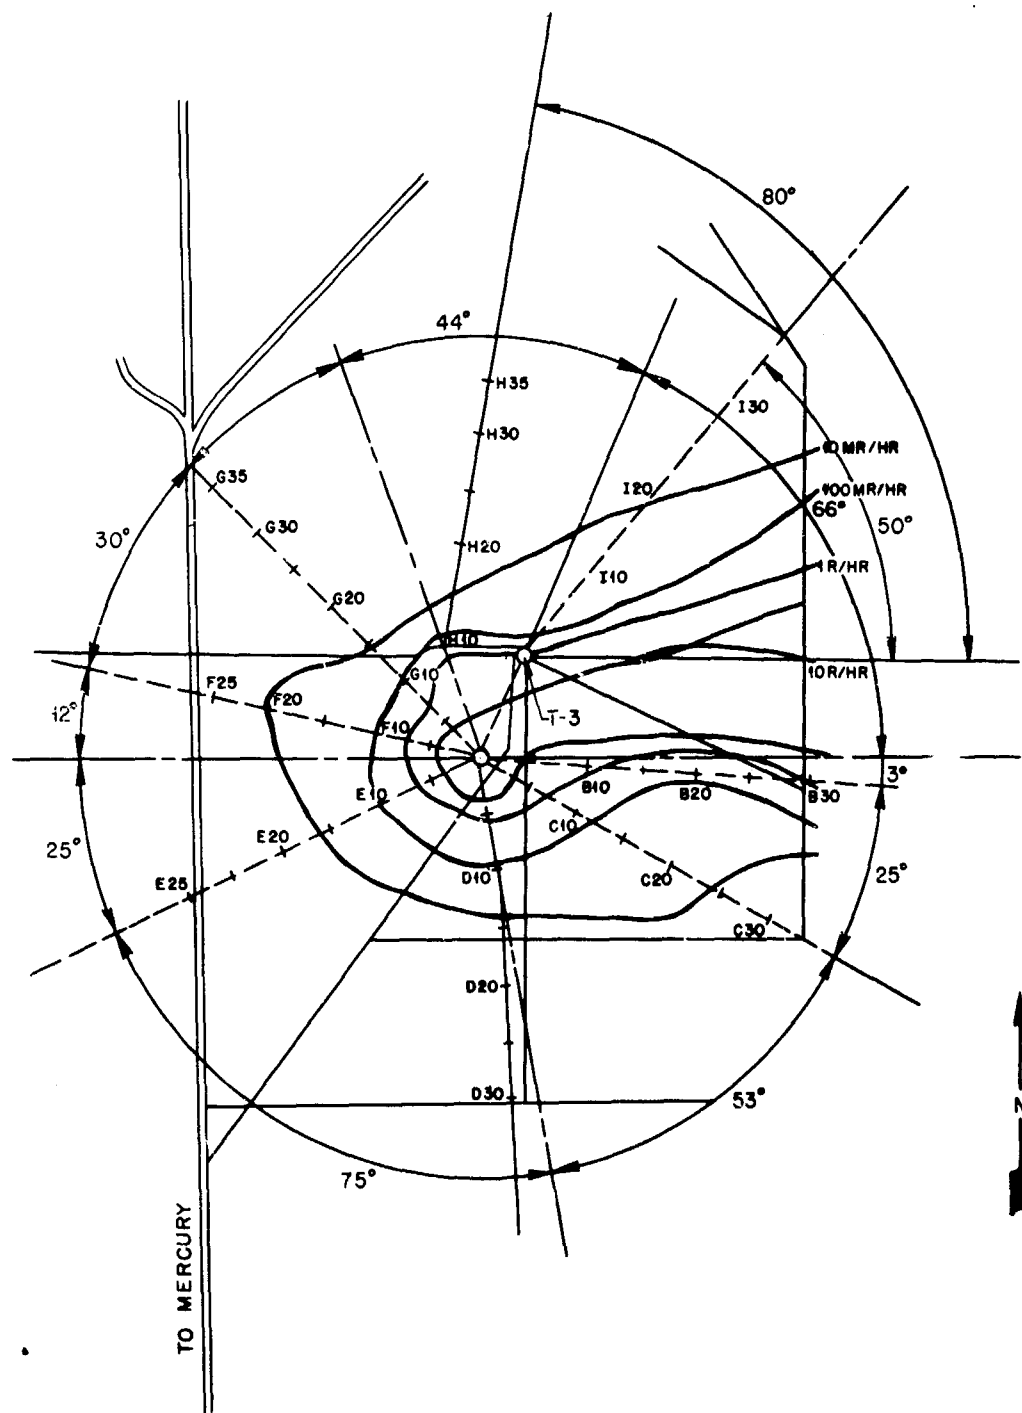 80°
44°
H35
I30
H30
10 MR/HR
G35
I20
100 MR/HR
66°
50°
G30
30°
H20
1 R/HR
I10
G20
H10
10 R/HR
G10
F25
F20
T-3
12°
F10
3°
B10
B20
B30
E10
C10
E20
25°
D10
C20
25°
E25
C30
D20
D30
53°
N
75°
TO MERCURY